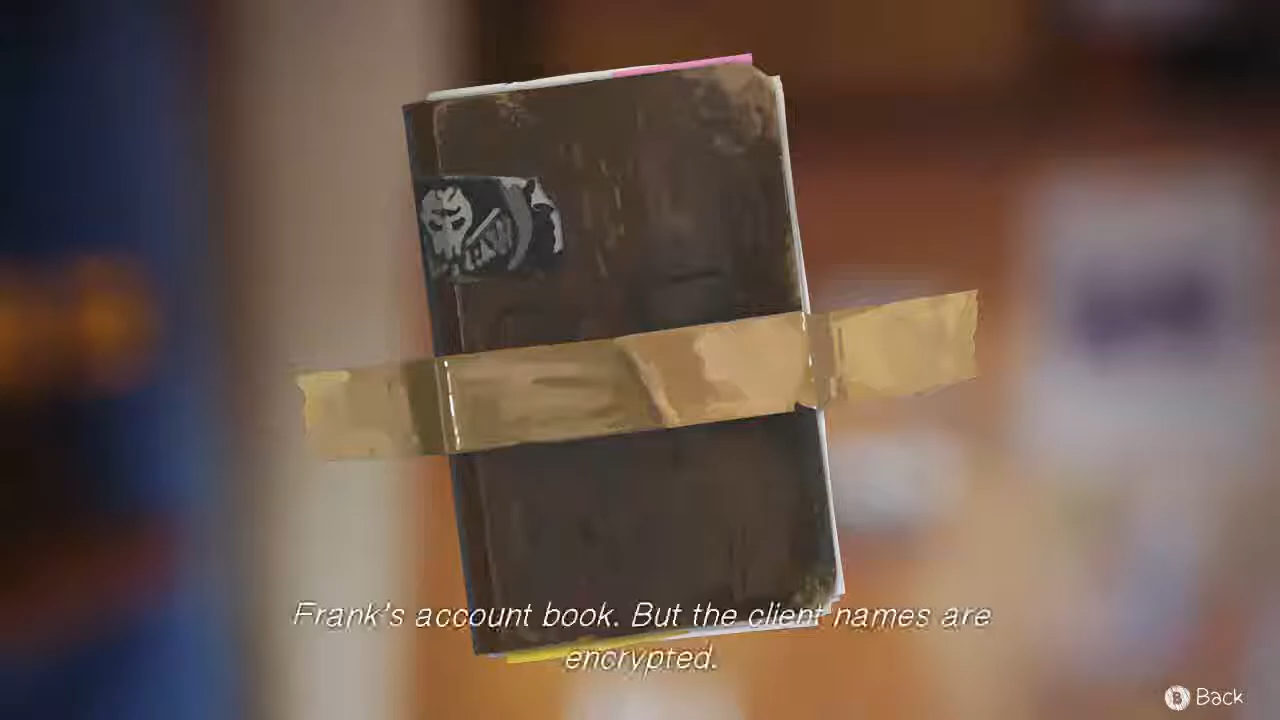 Frank's account book. But the client names are
encrypted.
B Back